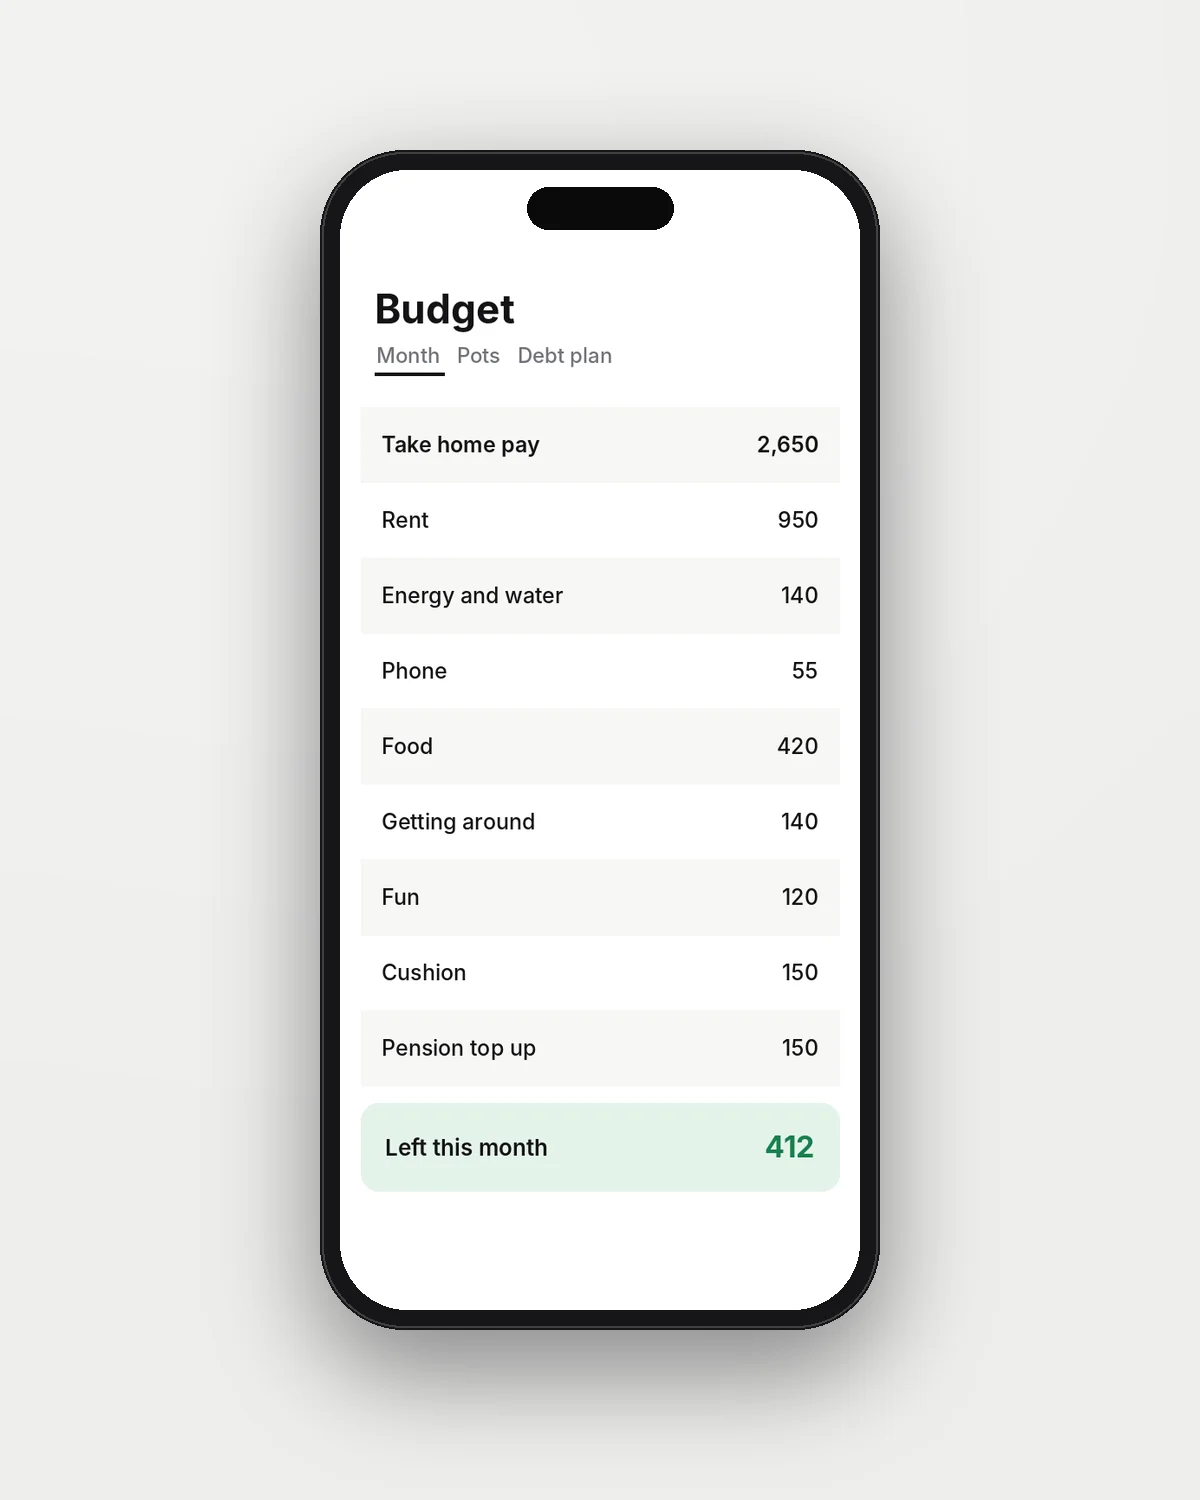 Budget
Month Pots Debt plan
Take home pay 2,650
Rent 950
Energy and water 140
Phone 55
Food 420
Getting around 140
Fun 120
Cushion 150
Pension top up 150
Left this month 412